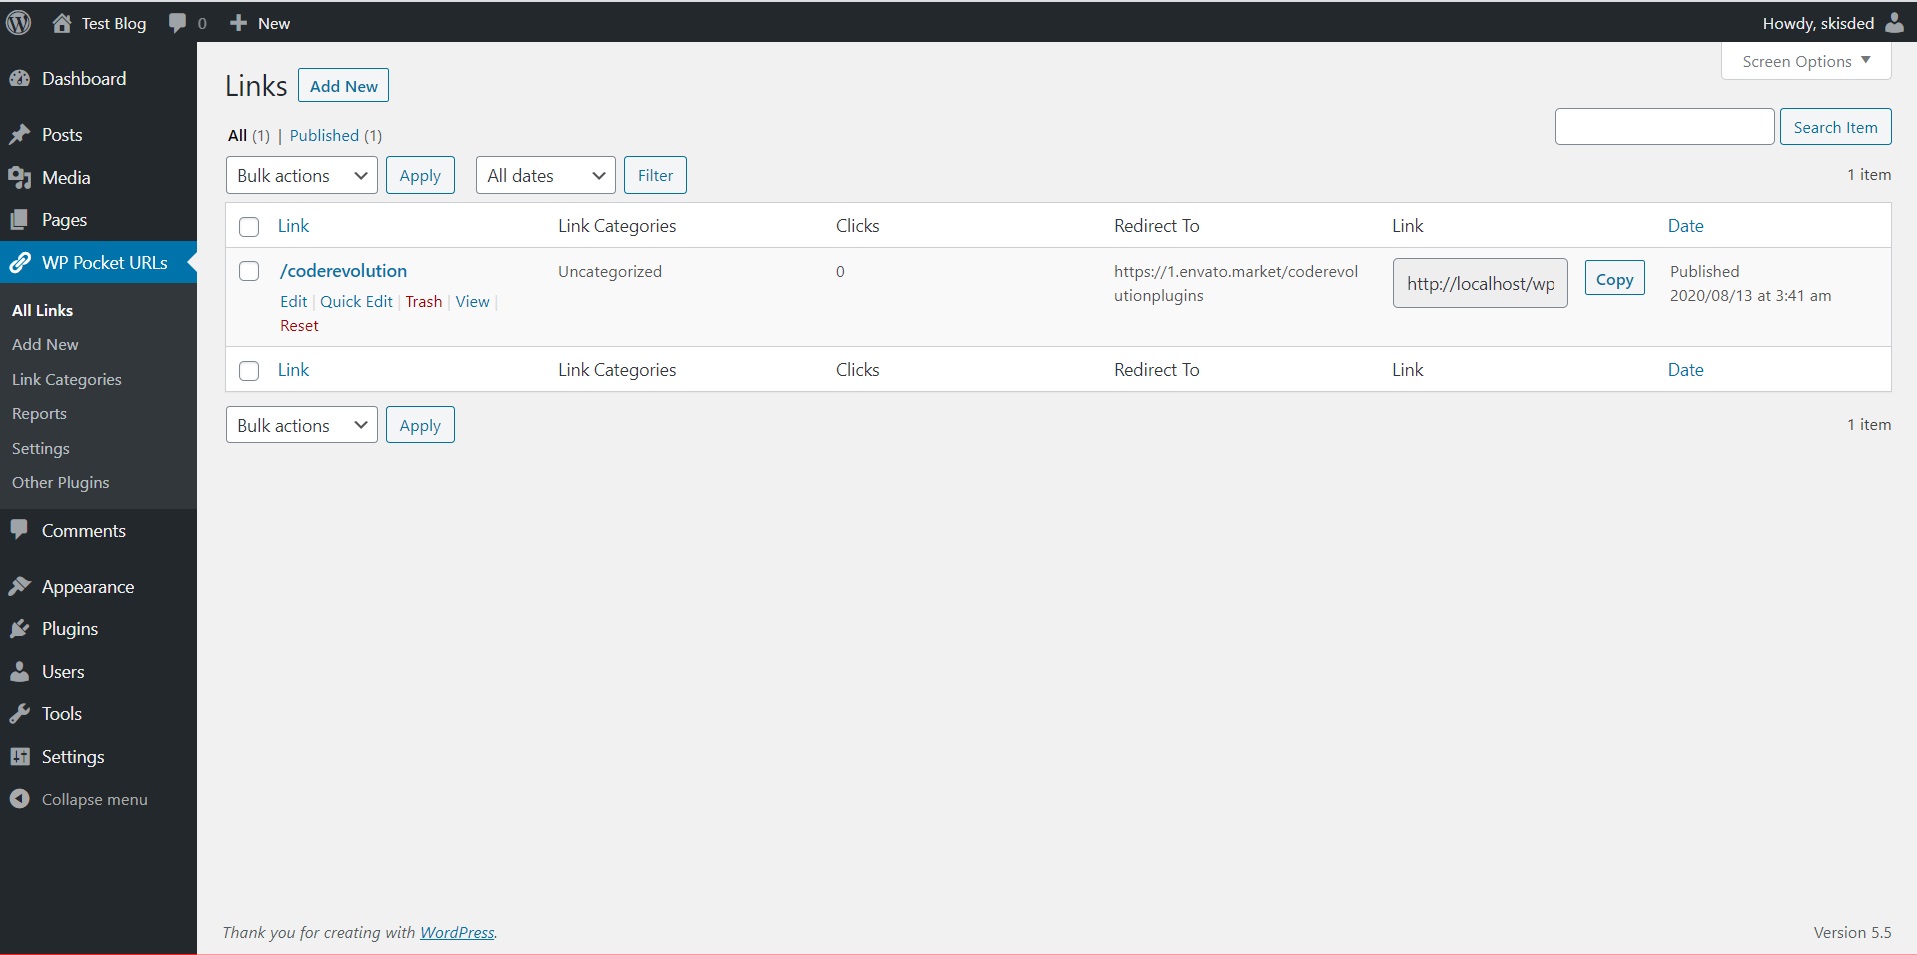 Test Blog 0 New Howdy, skisded
Screen Options
Dashboard
Posts
Media
Pages
WP Pocket URLs
All Links
Add New
Link Categories
Reports
Settings
Other Plugins
Comments
Appearance
Plugins
Users
Tools
Settings
Collapse menu
Links Add New
All (1) | Published (1)
Search Item
Bulk actions Apply All dates Filter 1 item
Link Link Categories Clicks Redirect To Link Date
/coderevolution Uncategorized 0 https://1.envato.market/coderevol http://localhost/wp Copy Published
utionplugins 2020/08/13 at 3:41 am
Edit | Quick Edit | Trash | View |
Reset
Link Link Categories Clicks Redirect To Link Date
Bulk actions Apply 1 item
Thank you for creating with WordPress. Version 5.5